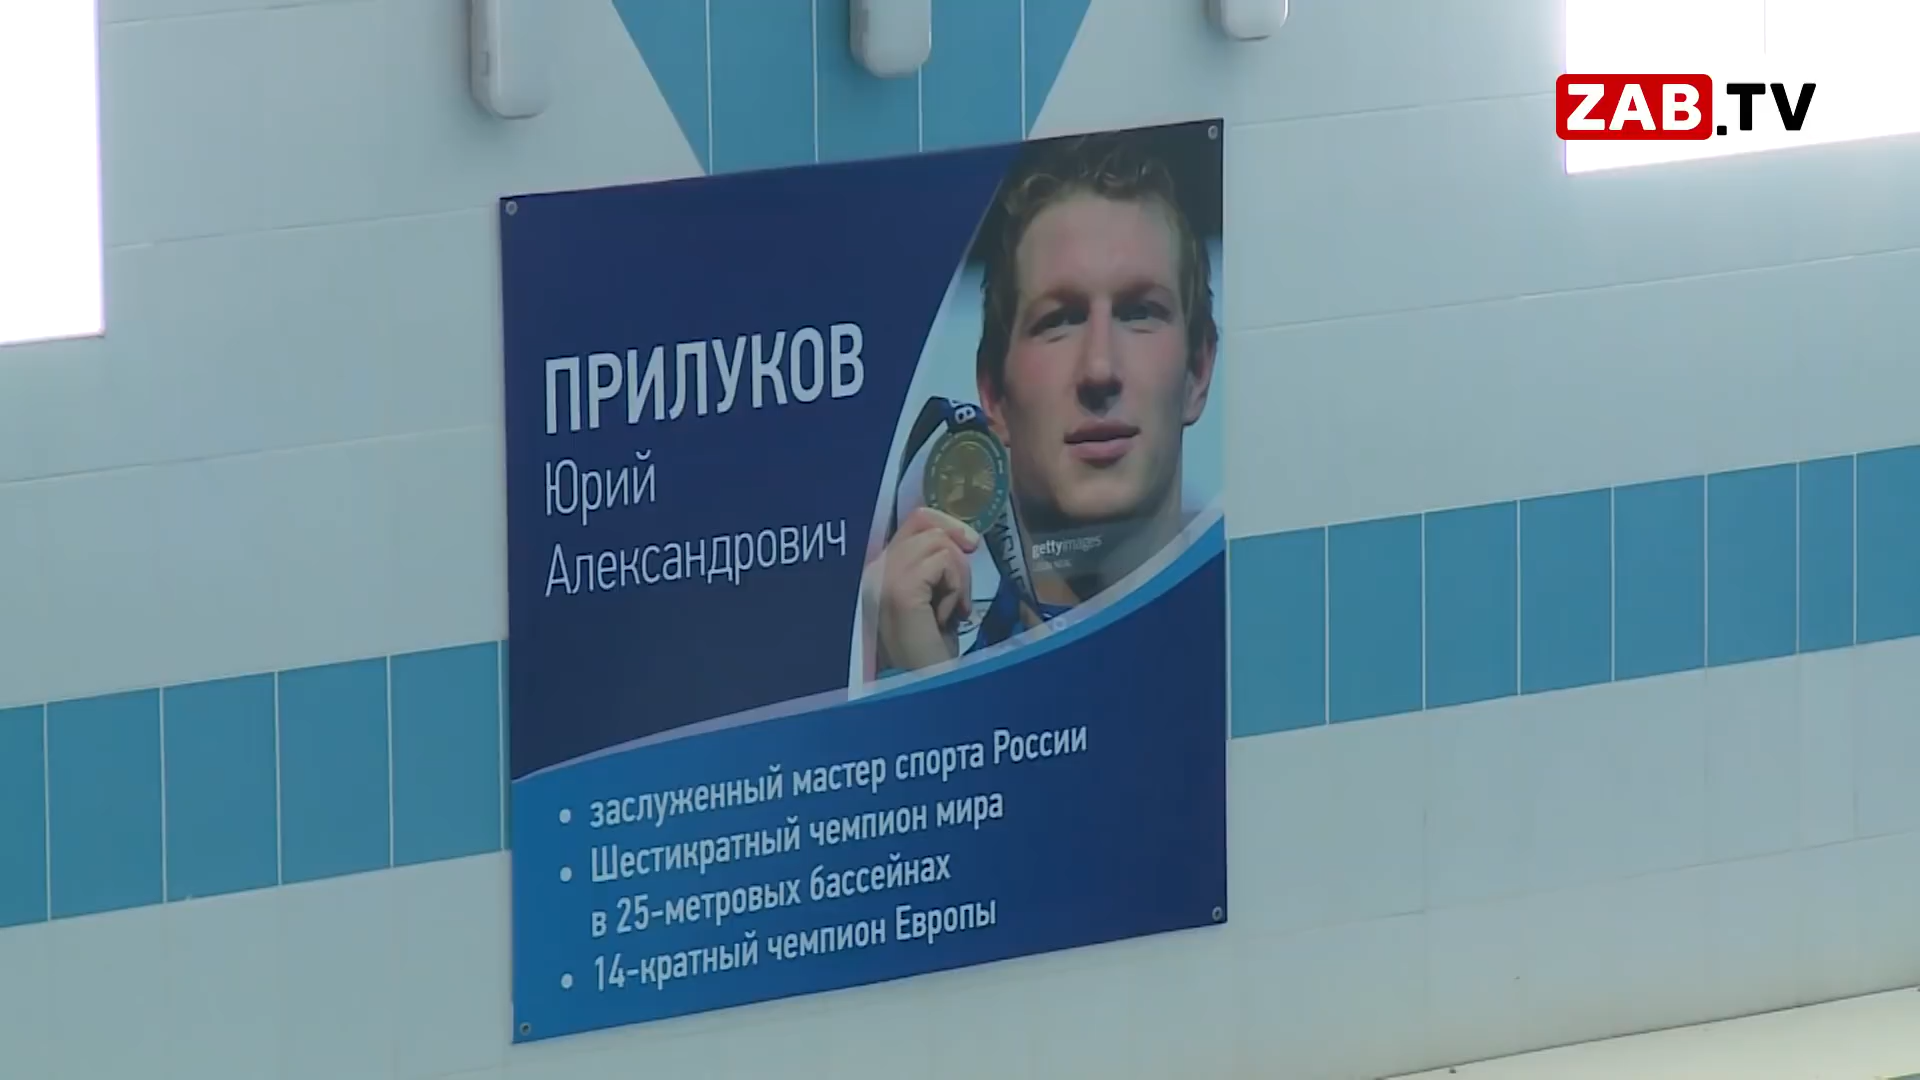 ZAB.TV
ПРИЛУКОВ
Юрий
Александрович
gettyimages
• заслуженный мастер спорта России
• Шестикратный чемпион мира
в 25-метровых бассейнах
• 14-кратный чемпион Европы